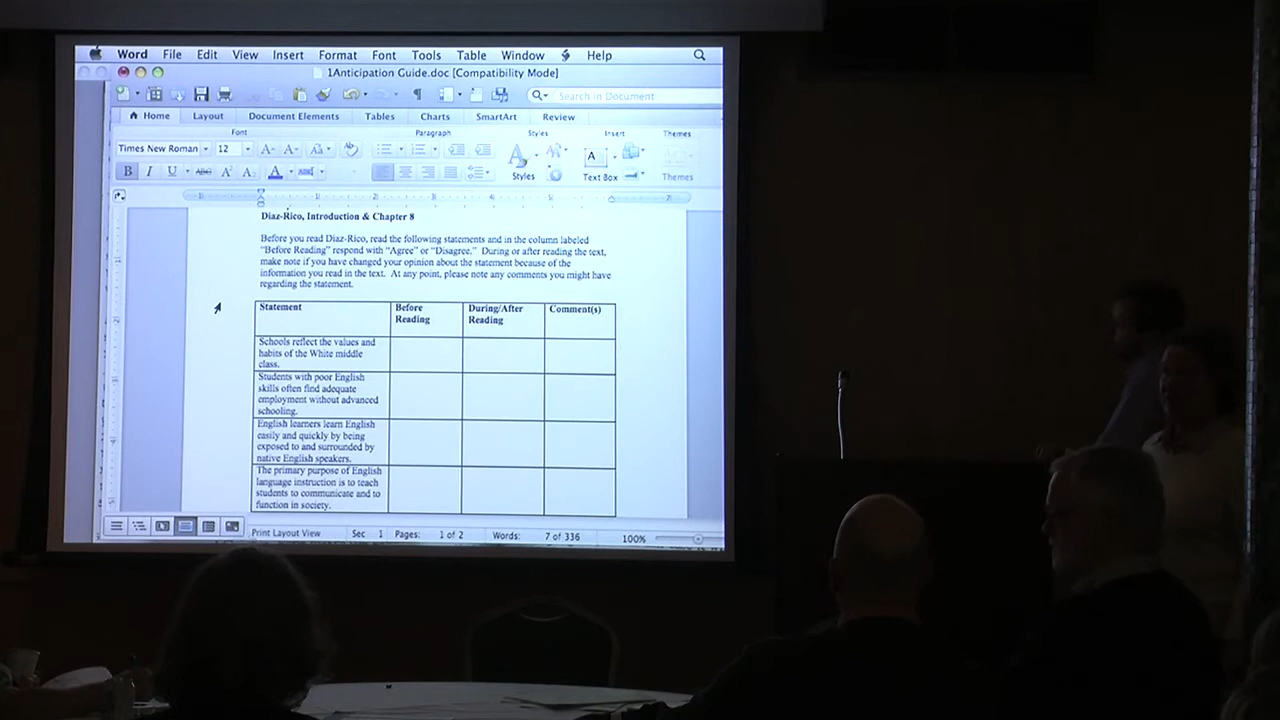 Word File Edit View Insert Format Font Tools Table Window Help
1Anticipation Guide.doc [Compatibility Mode]
Search in Document
Home Layout Document Elements Tables Charts SmartArt Review
Font Paragraph Styles Insert Themes
Times New Roman 12
B I U ABC Styles Text Box Themes
Diaz-Rico, Introduction & Chapter 8
Before you read Diaz-Rico, read the following statements and in the column labeled
“Before Reading” respond with “Agree” or “Disagree.” During or after reading the text,
make note if you have changed your opinion about the statement because of the
information you read in the text. At any point, please note any comments you might have
regarding the statement.
Statement
Before
Reading
During/After
Reading
Comment(s)
Schools reflect the values and
habits of the White middle
class.
Students with poor English
skills often find adequate
employment without advanced
schooling.
English learners learn English
easily and quickly by being
exposed to and surrounded by
native English speakers.
The primary purpose of English
language instruction is to teach
students to communicate and to
function in society.
Print Layout View Sec 1 Pages: 1 of 2 Words: 7 of 336 100%